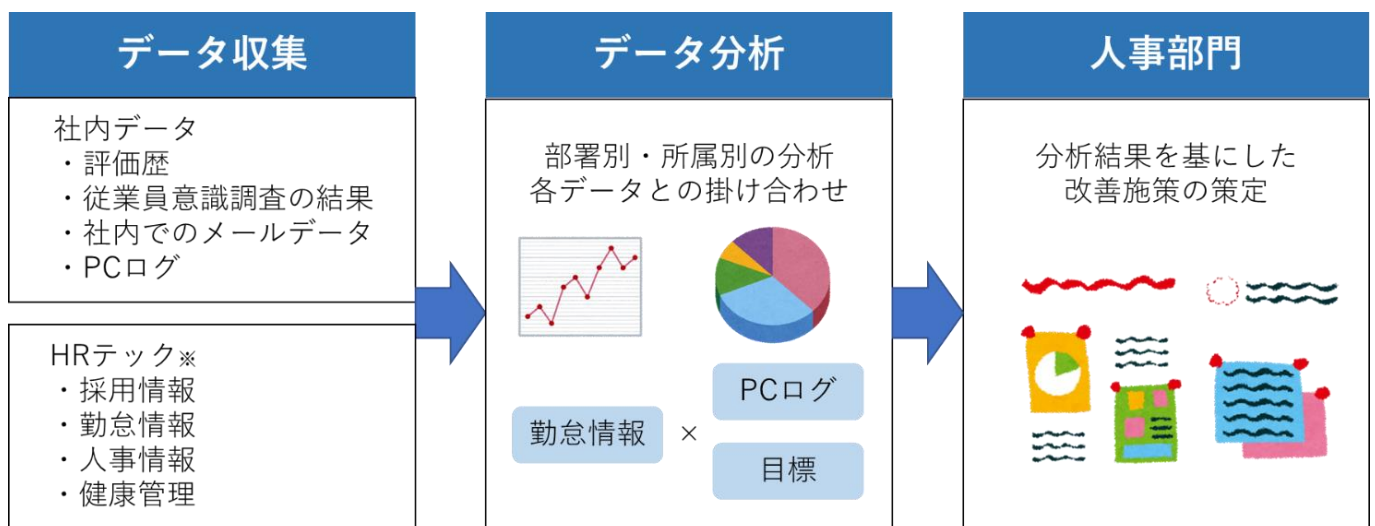 データ収集
社内データ
・評価歴
・従業員意識調査の結果
・社内でのメールデータ
・PCログ
HRテック※
・採用情報
・勤怠情報
・人事情報
・健康管理
データ分析
部署別・所属別の分析
各データとの掛け合わせ
勤怠情報
×
PCログ
目標
人事部門
分析結果を基にした
改善施策の策定